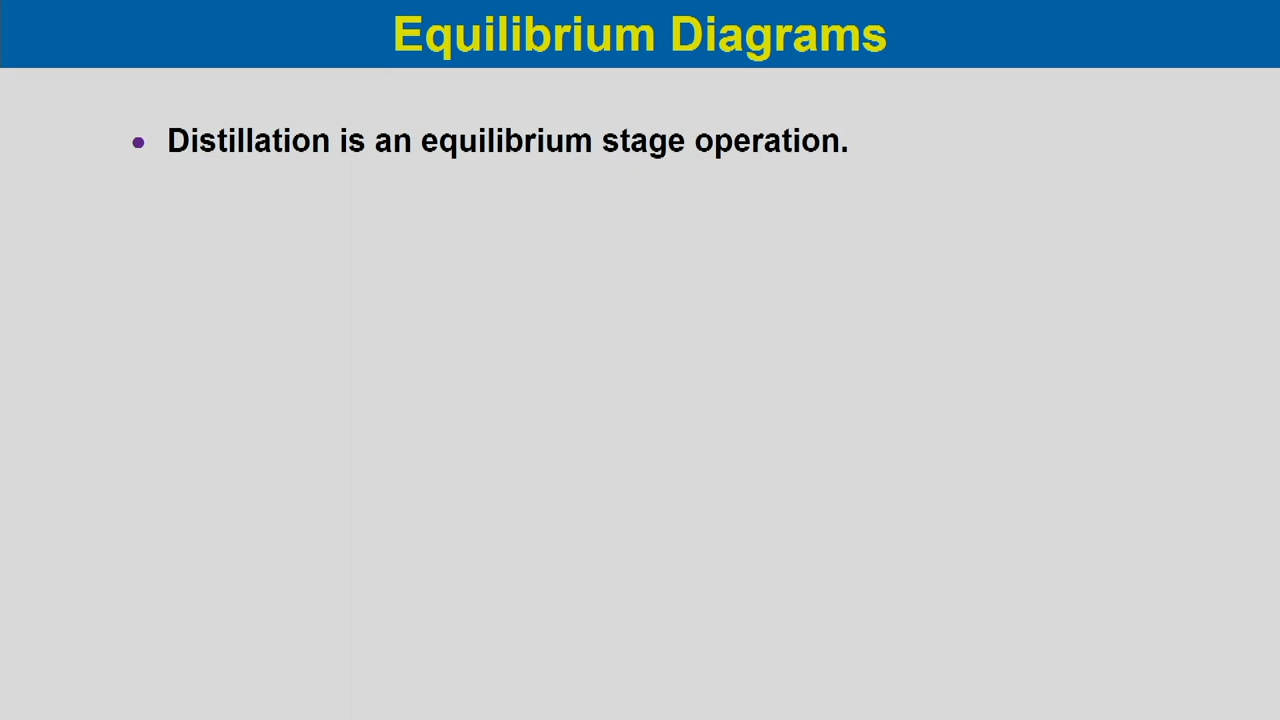 Equilibrium Diagrams
• Distillation is an equilibrium stage operation.